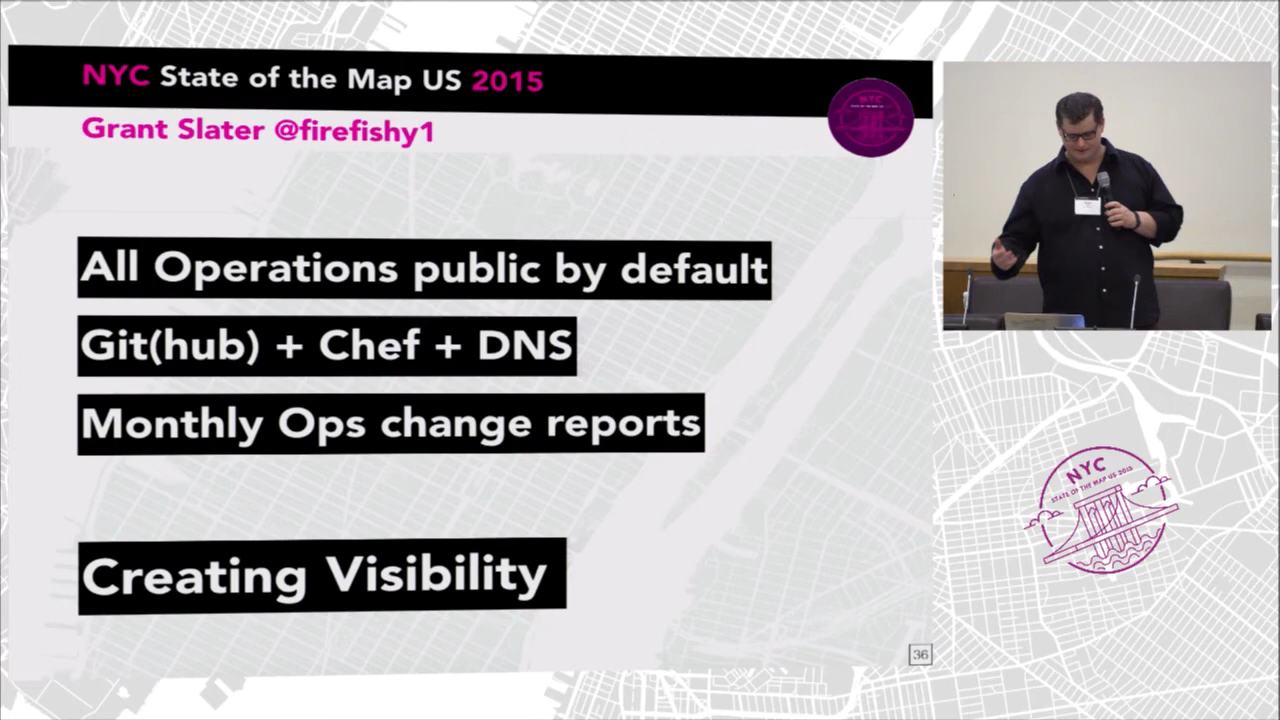 NYC State of the Map US 2015
Grant Slater @firefishy1
NYC
All Operations public by default
Git(hub) + Chef + DNS
Monthly Ops change reports
Creating Visibility
36
NYC
STATE OF THE MAP US 2015